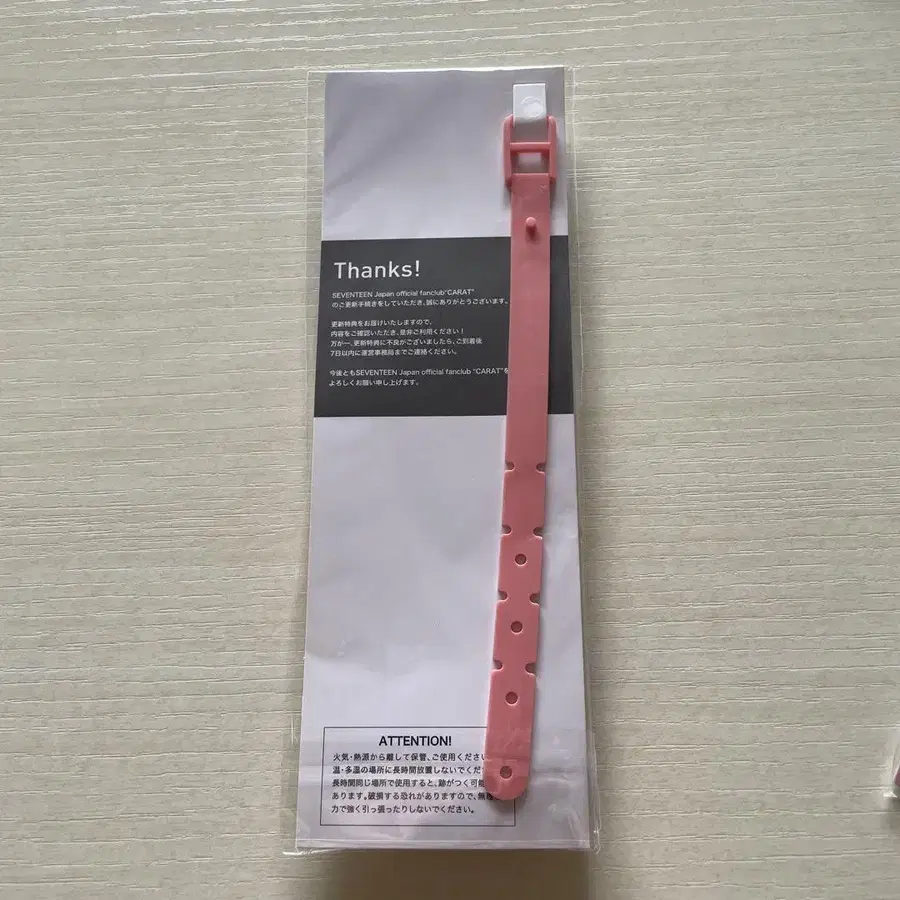 Thanks!
SEVENTEEN Japan official fanclub"CARAT"
のご更新手続きをしていただき、誠にありがとうございます。
更新特典をお届けいたしますので、
内容をご確認いただき、是非ご利用ください！
万が一、更新特典に不良がございましたら、ご到着後
7日以内に運営事務局までご連絡ください。
今後ともSEVENTEEN Japan official fanclub "CARAT"を
よろしくお願い申し上げます。
ATTENTION!
火気・熱源から離して保管、ご使用くださ
温・多湿の場所に長時間放置しないでくだ
長時間同じ場所で使用すると、跡がつく可能
あります。破損する恐れがありますので、無理
力で強く引っ張ったりしないでください。